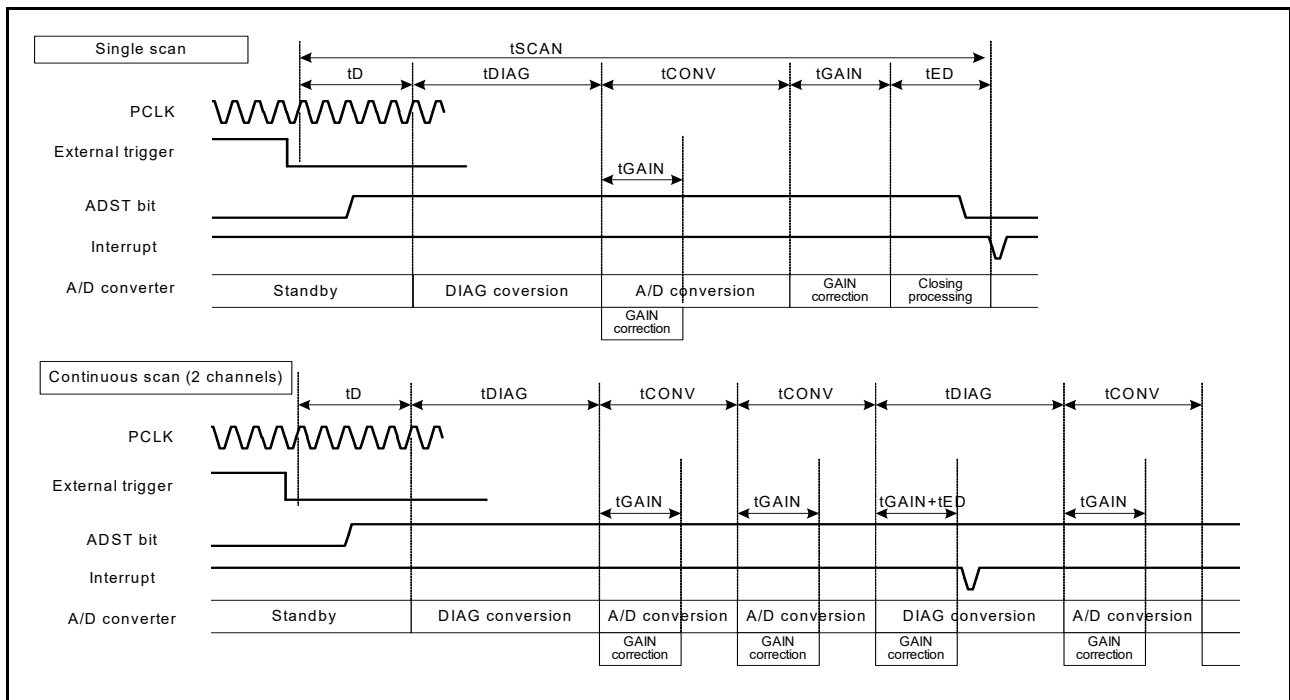 Single scan
tSCAN
tD tDIAG tCONV tGAIN tED
PCLK
External trigger
tGAIN
ADST bit
Interrupt
A/D converter Standby DIAG coversion A/D conversion GAIN correction Closing processing
GAIN correction
Continuous scan (2 channels)
tD tDIAG tCONV tCONV tDIAG tCONV
PCLK
External trigger
tGAIN tGAIN tGAIN+tED tGAIN
ADST bit
Interrupt
A/D converter Standby DIAG conversion A/D conversion A/D conversion DIAG conversion A/D conversion
GAIN correction GAIN correction GAIN correction GAIN correction